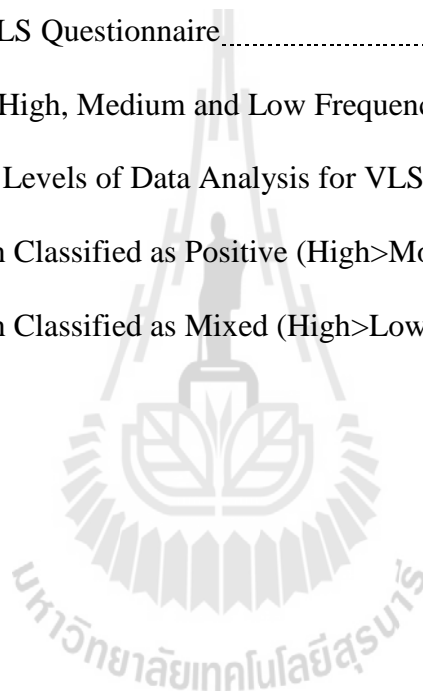 LS Questionnaire
High, Medium and Low Frequenc
Levels of Data Analysis for VLS
n Classified as Positive (High>Mo
n Classified as Mixed (High>Low
มหาวิทยาลัยเทคโนโลยีสุรนารี